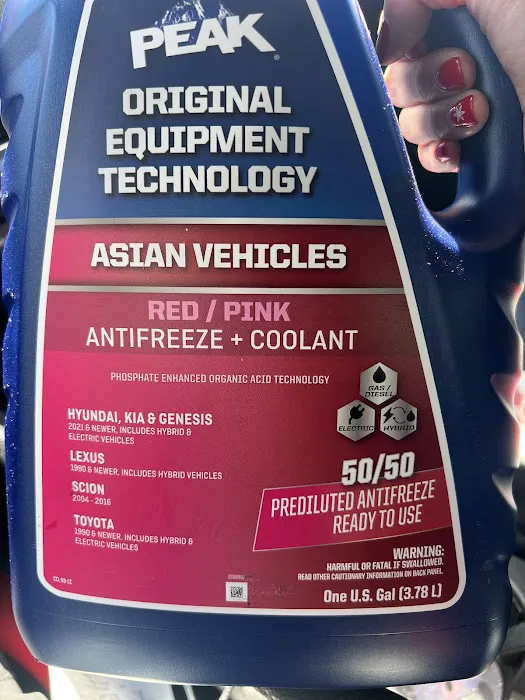 PEAK
ORIGINAL
EQUIPMENT
TECHNOLOGY
ASIAN VEHICLES
RED / PINK
ANTIFREEZE + COOLANT
PHOSPHATE ENHANCED ORGANIC ACID TECHNOLOGY
GAS /
DIESEL
ELECTRIC
HYBRID
HYUNDAI, KIA & GENESIS
2021 & NEWER, INCLUDES HYBRID &
ELECTRIC VEHICLES
LEXUS
1990 & NEWER, INCLUDES HYBRID VEHICLES
SCION
2004 - 2016
TOYOTA
1990 & NEWER, INCLUDES HYBRID &
ELECTRIC VEHICLES
50/50
PREDILUTED ANTIFREEZE
READY TO USE
WARNING:
HARMFUL OR FATAL IF SWALLOWED.
READ OTHER CAUTIONARY INFORMATION ON BACK PANEL.
One U.S. Gal (3.78 L)